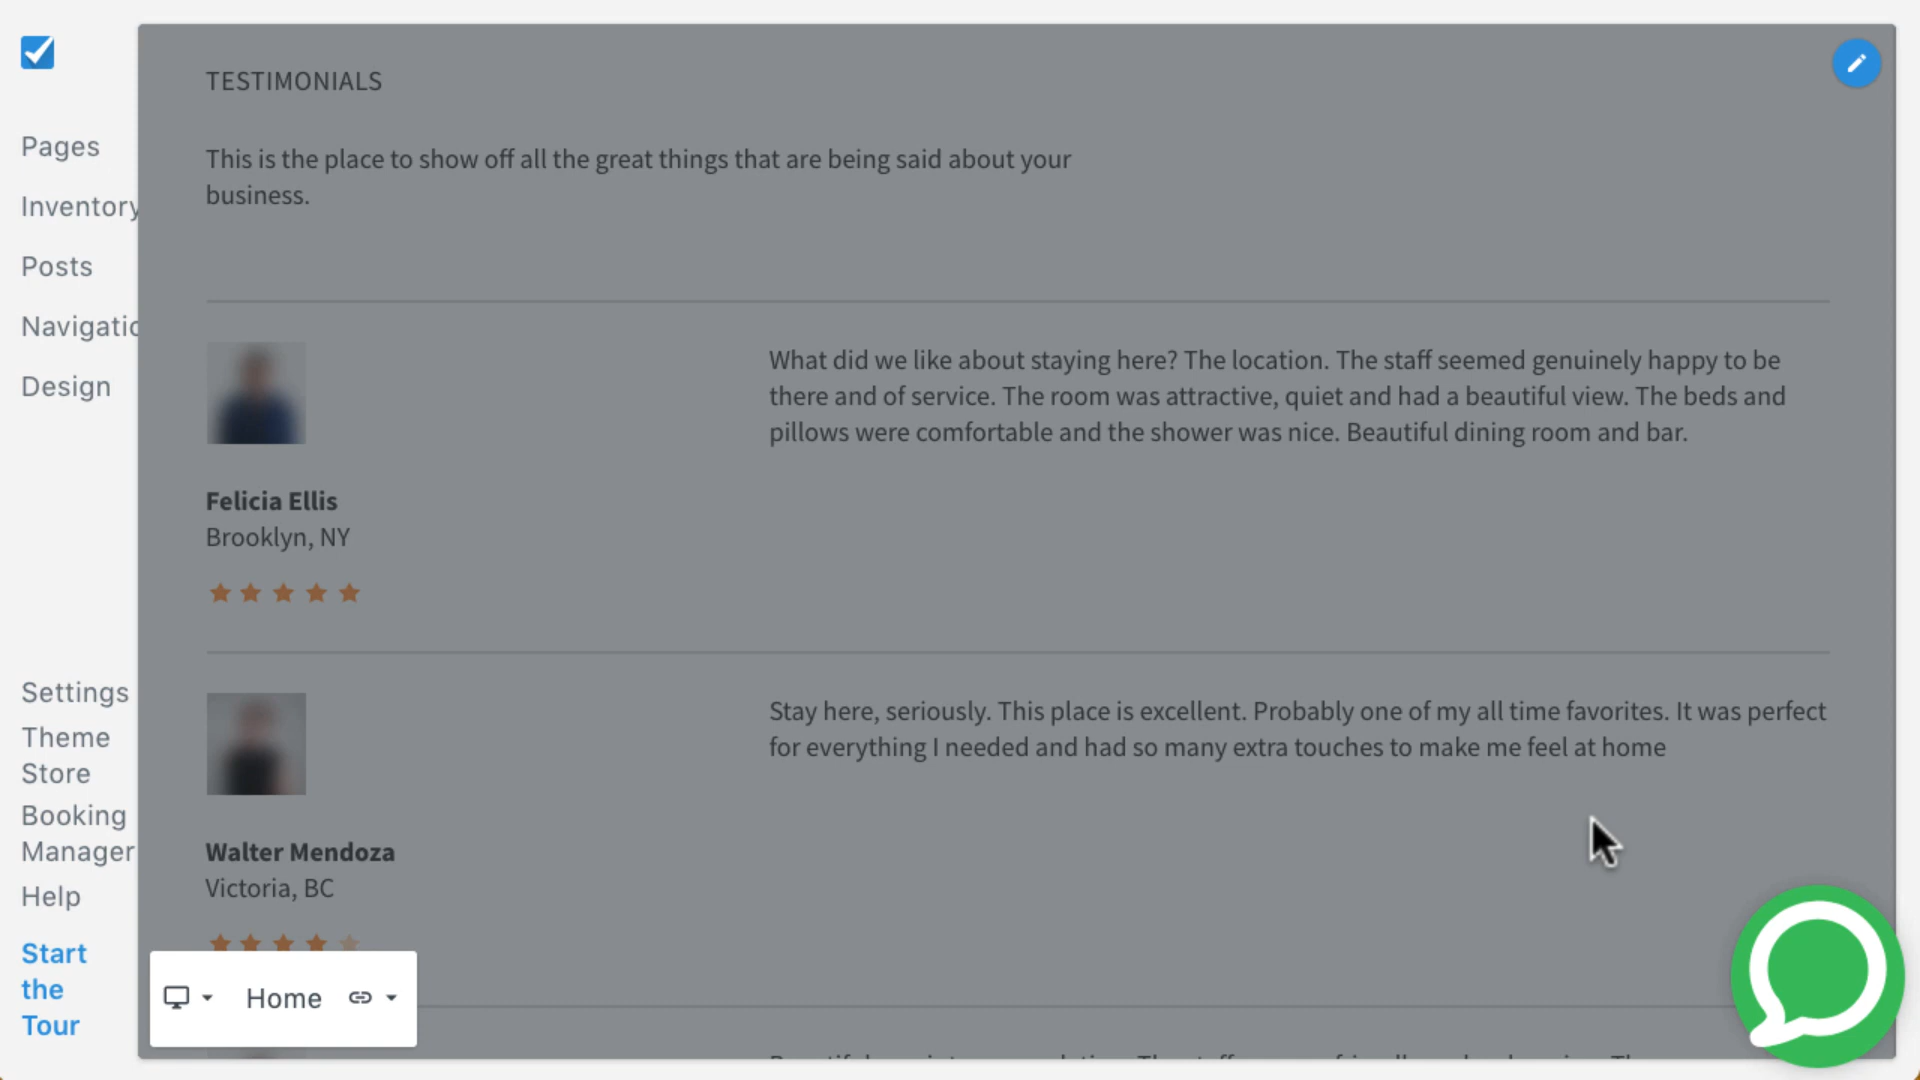 Pages
Inventory
Posts
Navigatio
Design
Settings
Theme
Store
Booking
Manager
Help
Start
the
Tour
TESTIMONIALS
This is the place to show off all the great things that are being said about your
business.
What did we like about staying here? The location. The staff seemed genuinely happy to be
there and of service. The room was attractive, quiet and had a beautiful view. The beds and
pillows were comfortable and the shower was nice. Beautiful dining room and bar.
Felicia Ellis
Brooklyn, NY
Stay here, seriously. This place is excellent. Probably one of my all time favorites. It was perfect
for everything I needed and had so many extra touches to make me feel at home
Walter Mendoza
Victoria, BC
Home